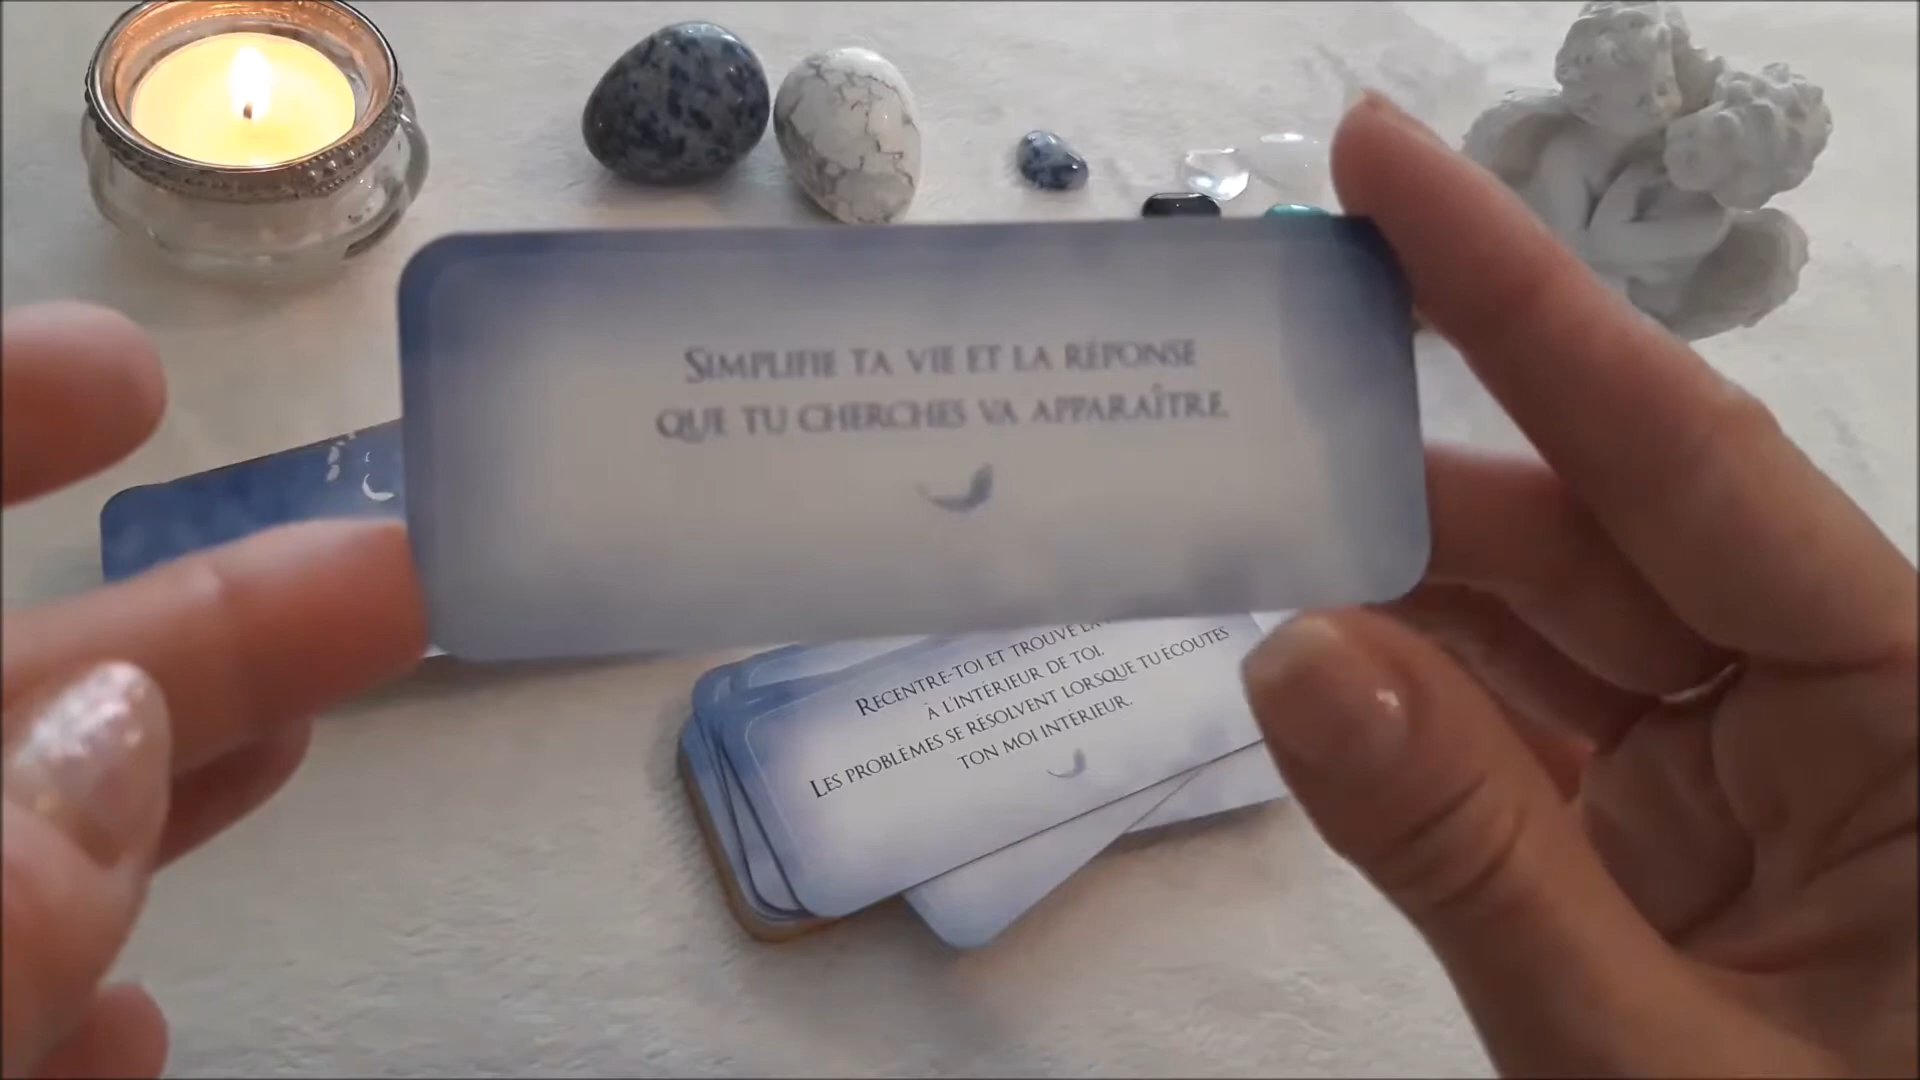 SIMPLIFIE TA VIE ET LA RÉPONSE
QUE TU CHERCHES VA APPARAÎTRE.
RECENTRE-TOI ET TROUVE LA
À L'INTÉRIEUR DE TOI.
LES PROBLÈMES SE RÉSOLVENT LORSQUE TU ÉCOUTES
TON MOI INTÉRIEUR.